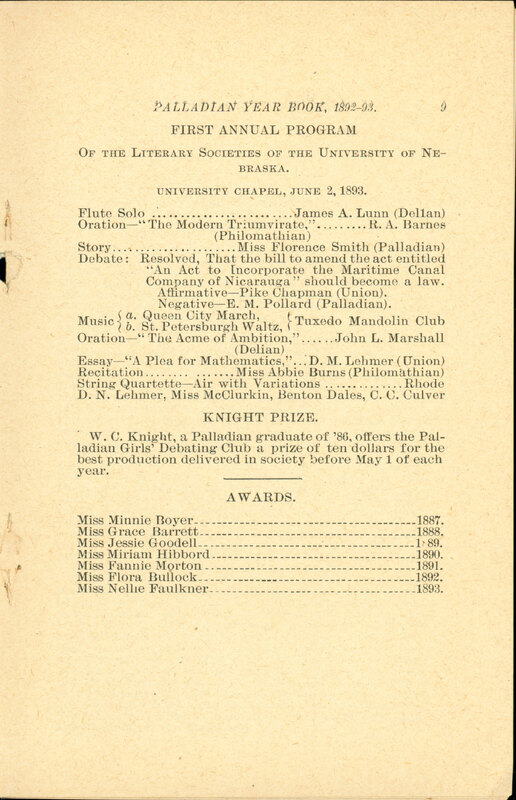 PALLADIAN YEAR BOOK, 1892-93. 9
FIRST ANNUAL PROGRAM
OF THE LITERARY SOCIETIES OF THE UNIVERSITY OF NE-
BRASKA.
UNIVERSITY CHAPEL, JUNE 2, 1893.
Flute Solo ........................James A. Lunn (Delian)
Oration—"The Modern Triumvirate,".........R. A. Barnes
(Philomathian)
Story......................Miss Florence Smith (Palladian)
Debate: Resolved, That the bill to amend the act entitled
"An Act to Incorporate the Maritime Canal
Company of Nicarauga" should become a law.
Affirmative—Pike Chapman (Union).
Negative—E. M. Pollard (Palladian).
Music { a. Queen City March, { Tuxedo Mandolin Club
{ b. St. Petersburgh Waltz, {
Oration—"The Acme of Ambition,"......John L. Marshall
(Delian)
Essay—"A Plea for Mathematics,"...D. M. Lehmer (Union)
Recitation........ ........Miss Abbie Burns (Philomathian)
String Quartette—Air with Variations .............Rhode
D. N. Lehmer, Miss McClurkin, Benton Dales, C. C. Culver
KNIGHT PRIZE.
W. C. Knight, a Palladian graduate of '86, offers the Pal-
ladian Girls' Debating Club a prize of ten dollars for the
best production delivered in society before May 1 of each
year.
AWARDS.
Miss Minnie Boyer--------------------------------1887.
Miss Grace Barrett-------------------------------1888.
Miss Jessie Goodell------------------------------1889.
Miss Miriam Hibbord------------------------------1890.
Miss Fannie Morton-------------------------------1891.
Miss Flora Bullock-------------------------------1892.
Miss Nellie Faulkner-----------------------------1893.